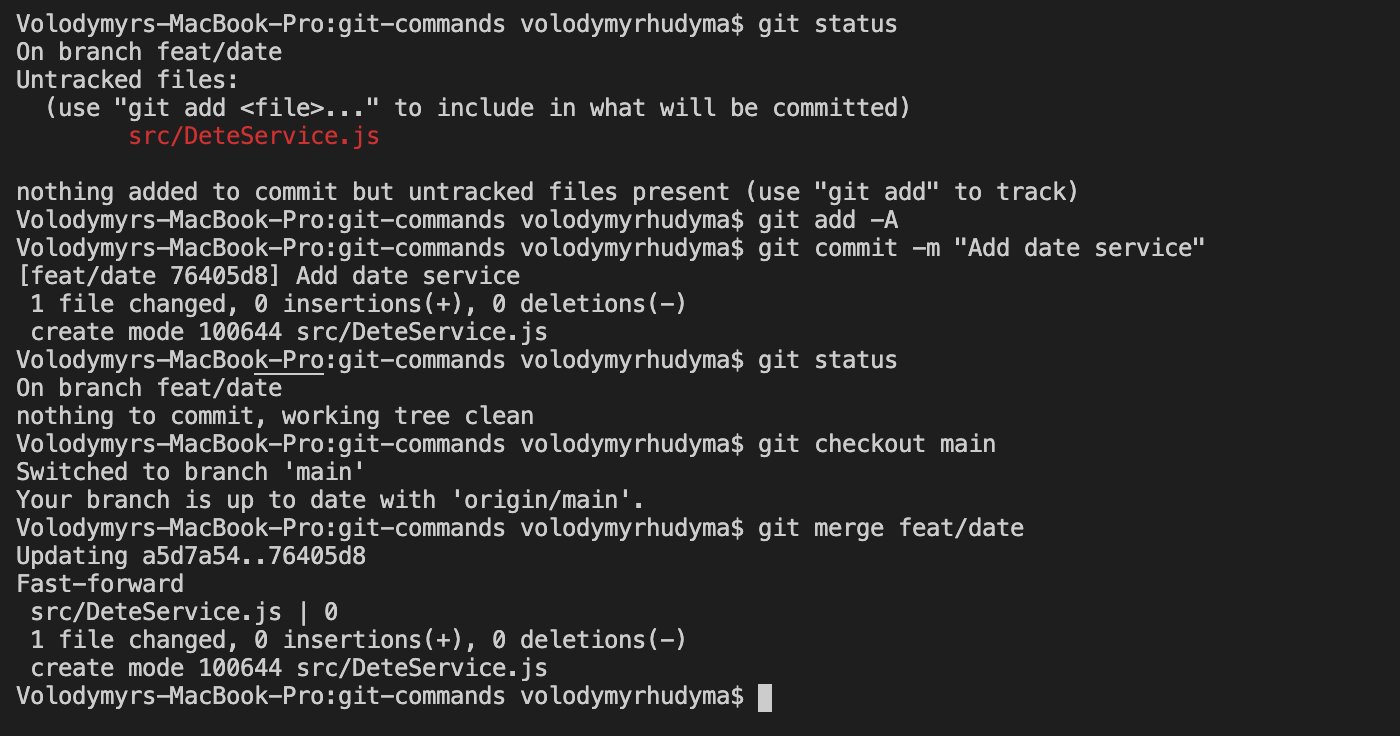 Volodymyrs-MacBook-Pro:git-commands volodymyrhudyma$ git status
On branch feat/date
Untracked files:
  (use "git add <file>..." to include in what will be committed)
        src/DeteService.js

nothing added to commit but untracked files present (use "git add" to track)
Volodymyrs-MacBook-Pro:git-commands volodymyrhudyma$ git add -A
Volodymyrs-MacBook-Pro:git-commands volodymyrhudyma$ git commit -m "Add date service"
[feat/date 76405d8] Add date service
 1 file changed, 0 insertions(+), 0 deletions(-)
 create mode 100644 src/DeteService.js
Volodymyrs-MacBook-Pro:git-commands volodymyrhudyma$ git status
On branch feat/date
nothing to commit, working tree clean
Volodymyrs-MacBook-Pro:git-commands volodymyrhudyma$ git checkout main
Switched to branch 'main'
Your branch is up to date with 'origin/main'.
Volodymyrs-MacBook-Pro:git-commands volodymyrhudyma$ git merge feat/date
Updating a5d7a54..76405d8
Fast-forward
 src/DeteService.js | 0
 1 file changed, 0 insertions(+), 0 deletions(-)
 create mode 100644 src/DeteService.js
Volodymyrs-MacBook-Pro:git-commands volodymyrhudyma$